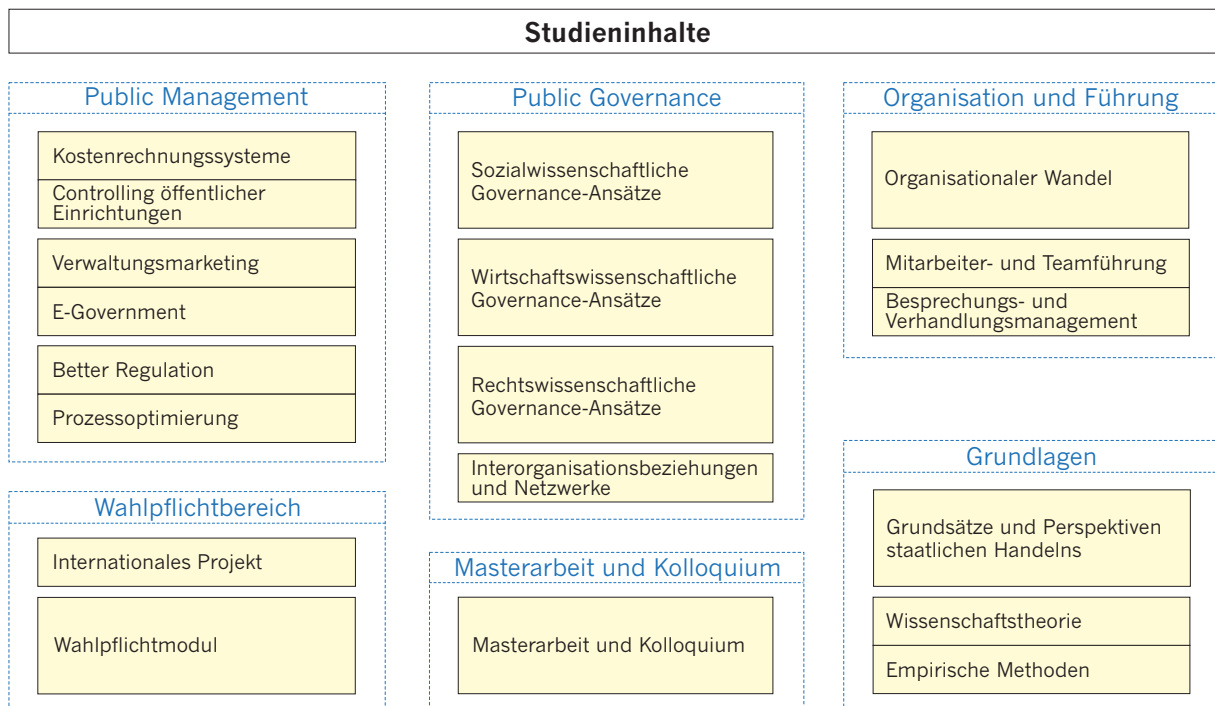 Studieninhalte
Public Management
Kostenrechnungssysteme
Controlling öffentlicher
Einrichtungen
Verwaltungsmarketing
E-Government
Better Regulation
Prozessoptimierung
Wahlpflichtbereich
Internationales Projekt
Wahlpflichtmodul
Public Governance
Sozialwissenschaftliche
Governance-Ansätze
Wirtschaftswissenschaftliche
Governance-Ansätze
Rechtswissenschaftliche
Governance-Ansätze
Interorganisationsbeziehungen
und Netzwerke
Masterarbeit und Kolloquium
Masterarbeit und Kolloquium
Organisation und Führung
Organisationaler Wandel
Mitarbeiter- und Teamführung
Besprechungs- und
Verhandlungsmanagement
Grundlagen
Grundsätze und Perspektiven
staatlichen Handelns
Wissenschaftstheorie
Empirische Methoden